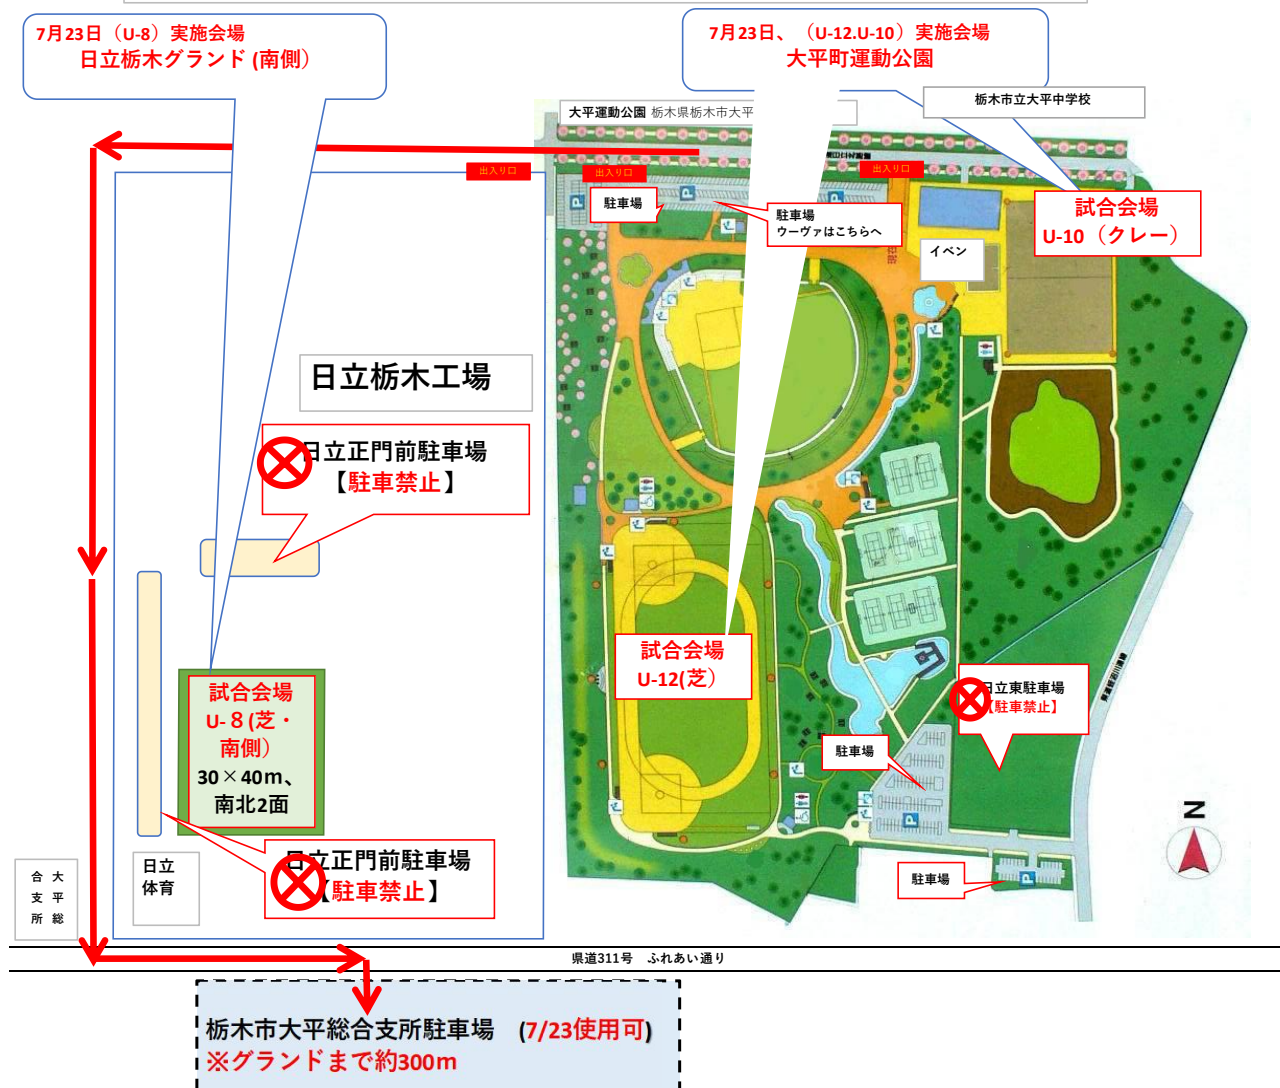 7月23日（U-8）実施会場
日立栃木グランド (南側）
7月23日、（U-12.U-10）実施会場
大平町運動公園
栃木市立大平中学校
大平運動公園 栃木県栃木市大平
出入り口
出入り口
出入り口
駐車場
駐車場
ウーヴァはこちらへ
試合会場
U-10 （クレー）
イベン
日立栃木工場
日立正門前駐車場
【駐車禁止】
試合会場
U-12(芝）
試合会場
U-８(芝・
南側）
30×40m、
南北2面
日立東駐車場
【駐車禁止】
駐車場
駐車場
日立正門前駐車場
【駐車禁止】
日立
体育
大平総
合支所
N
P
P
P
P
P
県道311号　ふれあい通り
栃木市大平総合支所駐車場　(7/23使用可)
※グランドまで約300ｍ